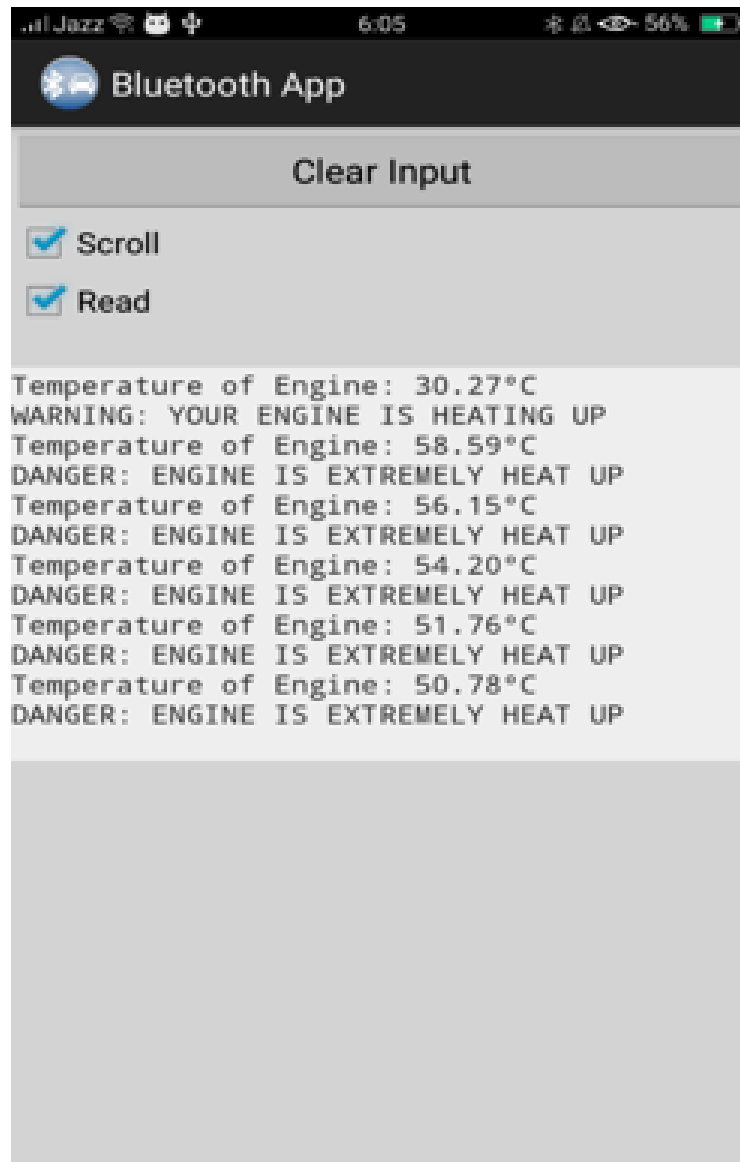 Jazz 6:05 56%
Bluetooth App
Clear Input
Scroll
Read
Temperature of Engine: 30.27°C
WARNING: YOUR ENGINE IS HEATING UP
Temperature of Engine: 58.59°C
DANGER: ENGINE IS EXTREMELY HEAT UP
Temperature of Engine: 56.15°C
DANGER: ENGINE IS EXTREMELY HEAT UP
Temperature of Engine: 54.20°C
DANGER: ENGINE IS EXTREMELY HEAT UP
Temperature of Engine: 51.76°C
DANGER: ENGINE IS EXTREMELY HEAT UP
Temperature of Engine: 50.78°C
DANGER: ENGINE IS EXTREMELY HEAT UP